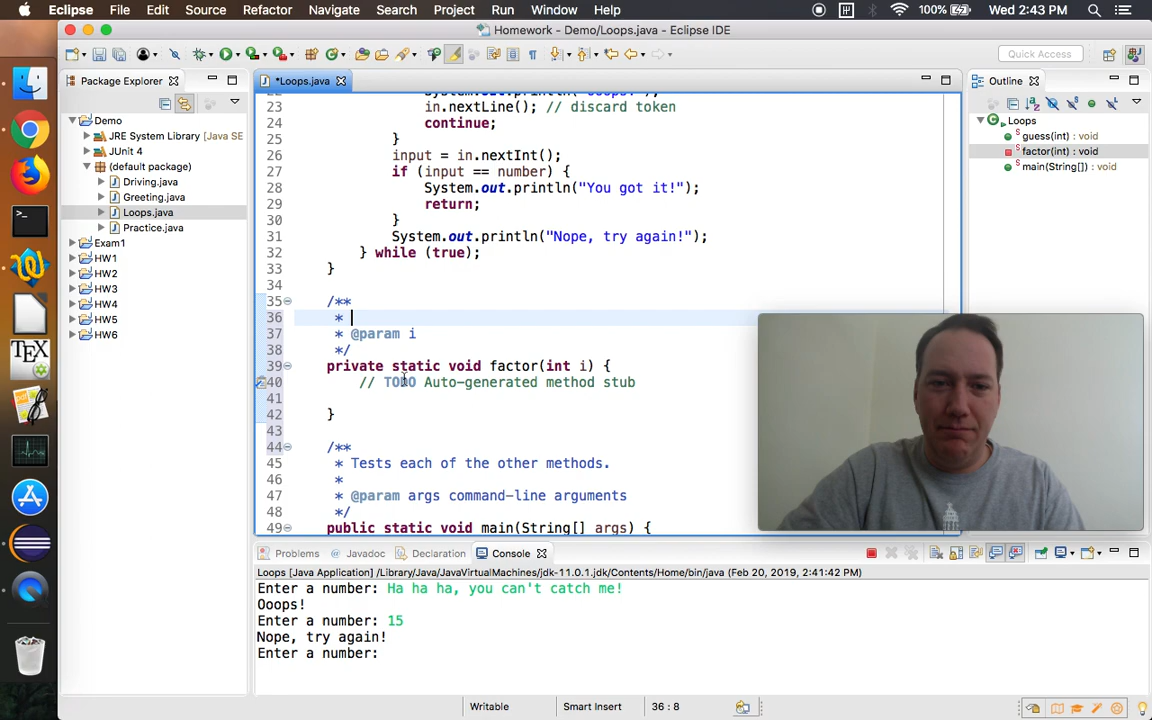 Eclipse File Edit Source Refactor Navigate Search Project Run Window Help 100% Wed 2:43 PM
Homework - Demo/Loops.java - Eclipse IDE
Quick Access
Package Explorer
*Loops.java
Outline
Demo
JRE System Library [Java SE
JUnit 4
(default package)
Driving.java
Greeting.java
Loops.java
Practice.java
Exam1
HW1
HW2
HW3
HW4
HW5
HW6
23 in.nextLine(); // discard token
24 continue;
25 }
26 input = in.nextInt();
27 if (input == number) {
28 System.out.println("You got it!");
29 return;
30 }
31 System.out.println("Nope, try again!");
32 } while (true);
33 }
34
35 /**
36 *
37 * @param i
38 */
39 private static void factor(int i) {
40 // TODO Auto-generated method stub
41
42 }
43
44 /**
45 * Tests each of the other methods.
46 *
47 * @param args command-line arguments
48 */
49 public static void main(String[] args) {
Loops
guess(int) : void
factor(int) : void
main(String[]) : void
TEX
Problems Javadoc Declaration Console
Loops [Java Application] /Library/Java/JavaVirtualMachines/jdk-11.0.1.jdk/Contents/Home/bin/java (Feb 20, 2019, 2:41:42 PM)
Enter a number: Ha ha ha, you can't catch me!
Ooops!
Enter a number: 15
Nope, try again!
Enter a number:
Writable Smart Insert 36 : 8